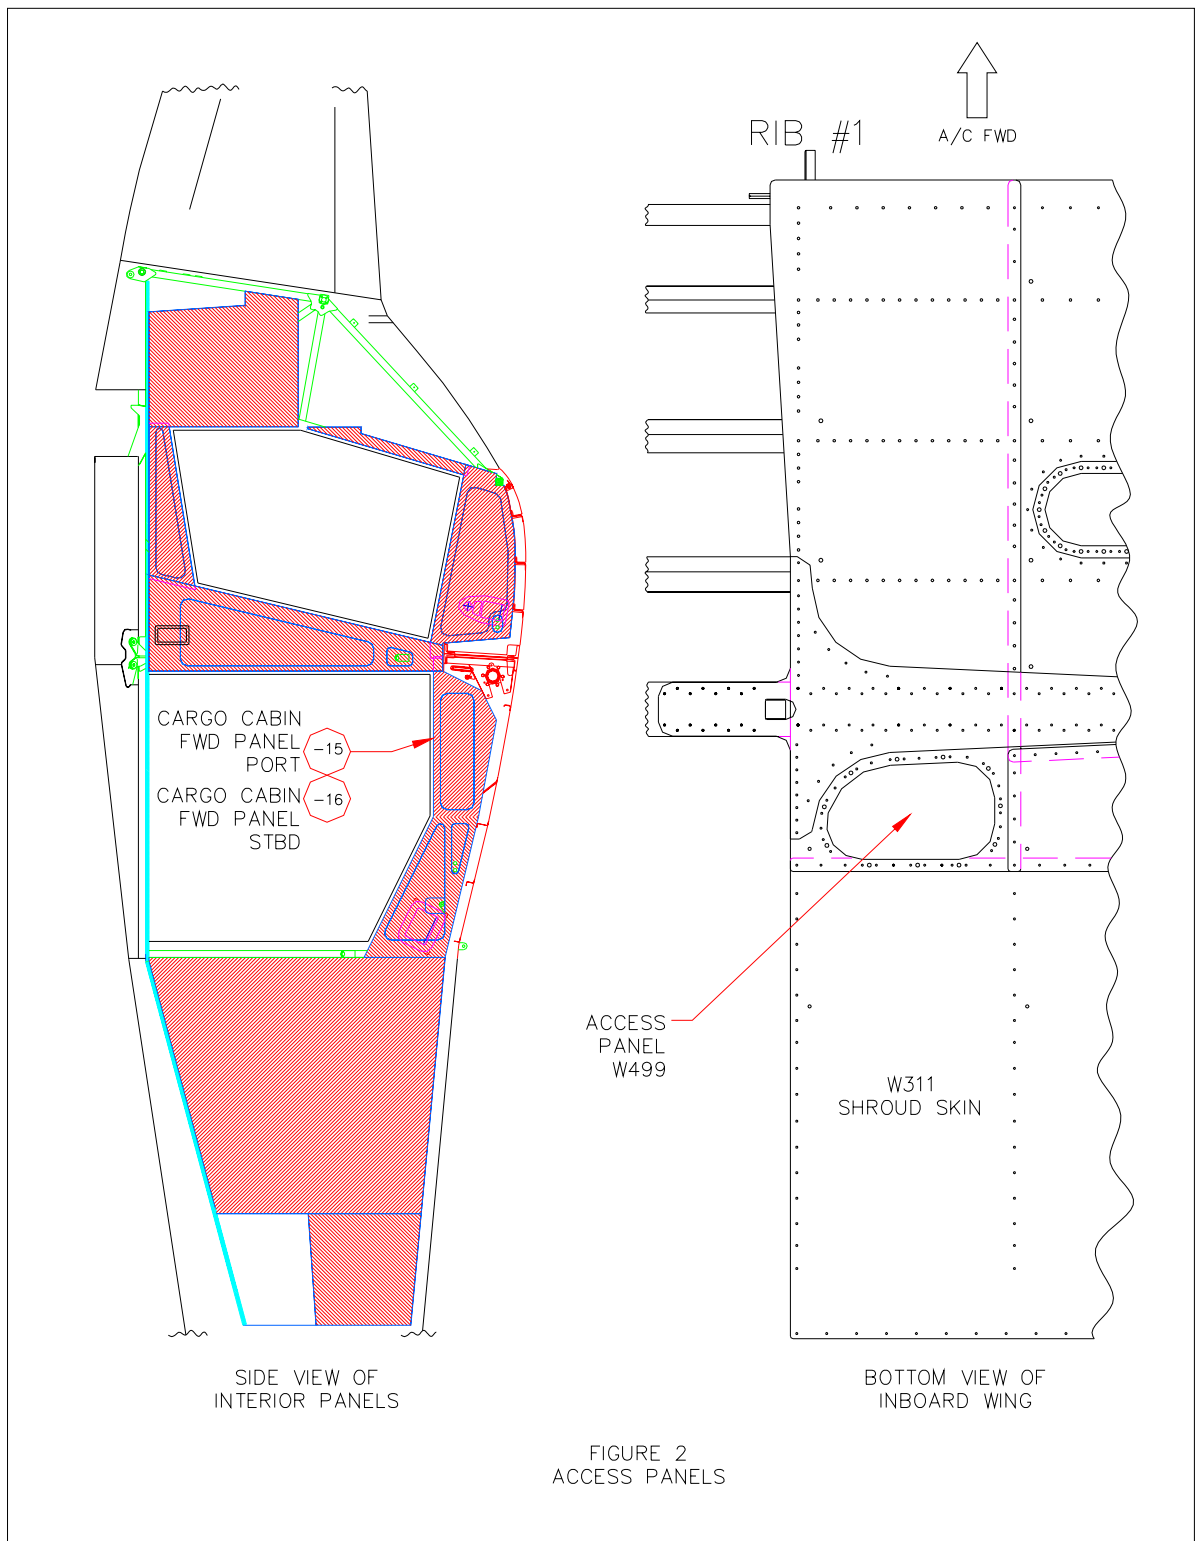 A/C FWD
RIB #1
CARGO CABIN
FWD PANEL
PORT
-15
CARGO CABIN
FWD PANEL
STBD
-16
ACCESS
PANEL
W499
W311
SHROUD SKIN
SIDE VIEW OF
INTERIOR PANELS
BOTTOM VIEW OF
INBOARD WING
FIGURE 2
ACCESS PANELS